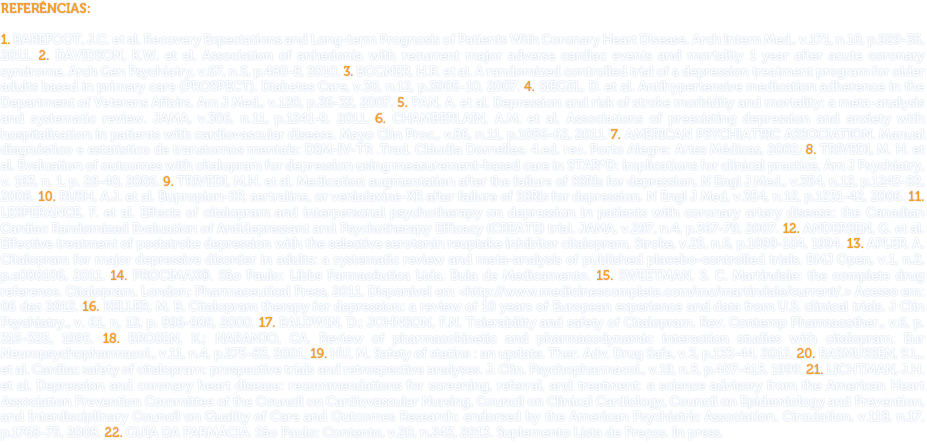 REFERÊNCIAS:
1. BAREFOOT, J.C. et al. Recovery Expectations and Long-term Prognosis of Patients With Coronary Heart Disease. Arch Intern Med., v.171, n.10, p.929-35,
2011. 2. DAVIDSON, K.W. et al. Association of anhedonia with recurrent major adverse cardiac events and mortality 1 year after acute coronary
syndrome. Arch Gen Psychiatry, v.67, n.5, p.480-8, 2010. 3. BOGNER, H.R. et al. A randomized controlled trial of a depression treatment program for older
adults based in primary care (PROSPECT). Diabetes Care, v.30, n.12, p.3005-10, 2007. 4. SIEGEL, D. et al. Antihypertensive medication adherence in the
Department of Veterans Affairs. Am J Med., v.120, p.26-32, 2007. 5. PAN, A. et al. Depression and risk of stroke morbidity and mortality: a meta-analysis
and systematic review. JAMA, v.306, n.11, p.1241-9, 2011. 6. CHAMBERLAIN, A.M. et al. Associations of preexisting depression and anxiety with
hospitalization in patients with cardiovascular disease. Mayo Clin Proc., v.86, n.11, p.1056-62, 2011. 7. AMERICAN PSYCHIATRIC ASSOCIATION. Manual
diagnóstico e estatístico de transtornos mentais: DSM-IV-TR .Trad. Cláudia Dornelles. 4.ed. rev. Porto Alegre: Artes Médicas, 2002. 8. TRIVEDI, M. H. et
al. Evaluation of outcomes with citalopram for depression using measurement-based care in STAR*D: implications for clinical practice. Am J Psychiatry,
v. 163, n. 1, p. 28-40, 2006. 9. TRIVEDI, M.H. et al. Medication augmentation after the failure of SSRIs for depression. N Engl J Med., v.354, n.12, p.1243-52,
2006. 10. RUSH, A.J. et al. Bupropion-SR, sertraline, or venlafaxine-XR after failure of SSRIs for depression. N Engl J Med, v.354, n.12, p.1231-42, 2006. 11.
LESPERANCE, F. et al. Effects of citalopram and interpersonal psychotherapy on depression in patients with coronary artery disease: the Canadian
Cardiac Randomized Evaluation of Antidepressant and Psychotherapy Efficacy (CREATE) trial. JAMA, v.297, n.4, p.367-79, 2007. 12. ANDERSEN, G. et al.
Effective treatment of poststroke depression with the selective serotonin reuptake inhibitor citalopram. Stroke, v.25, n.6, p.1099-104, 1994. 13. APLER, A.
Citalopram for major depressive disorder in adults: a systematic review and meta-analysis of published placebo-controlled trials. BMJ Open, v.1, n.2,
p.e000106, 2011. 14. PROCIMAX®. São Paulo: Libbs Farmacêutica Ltda. Bula de Medicamento. 15. SWEETMAN, S. C. Martindale: the complete drug
reference. Citalopram. London: Pharmaceutical Press, 2011. Disponível em <http://www.medicinescomplete.com/mc/martindale/current/.> Acesso em:
06 dez 2012. 16. KELLER, M. B. Citalopram therapy for depression: a review of 10 years of European experience and data from U.S. clinical trials. J Clin
Psychiatry., v. 61, n. 12, p. 896-908, 2000. 17. BALDWIN, D.; JOHNSON, F.N. Tolerability and safety of Citalopram. Rev. Contemp Pharmacother., v.6, p.
315-325, 1995. 18. BROSEN, K.; NARANJO, CA. Review of pharmacokinetic and pharmacodynamic interaction studies with citalopram. Eur
Neuropsychopharmacol., v.11, n.4, p.275-83, 2001. 19. HU, M. Safety of statins : an update. Ther. Adv. Drug Safe, v.3, p.133-44, 2012. 20. RASMUSSEN, S.L.,
et al. Cardiac safety of citalopram: prospective trials and retrospective analyses. J. Clin. Psychopharmacol., v.19, n.5, p.407-415, 1999. 21. LICHTMAN, J.H.
et al. Depression and coronary heart disease: recommendations for screening, referral, and treatment: a science advisory from the American Heart
Association Prevention Committee of the Council on Cardiovascular Nursing, Council on Clinical Cardiology, Council on Epidemiology and Prevention,
and Interdisciplinary Council on Quality of Care and Outcomes Research: endorsed by the American Psychiatric Association. Circulation, v.118, n.17,
p.1768-75, 2008. 22. GUIA DA FARMÁCIA. São Paulo: Contento, v.20, n.243, 2013. Suplemento Lista de Preços. In press.